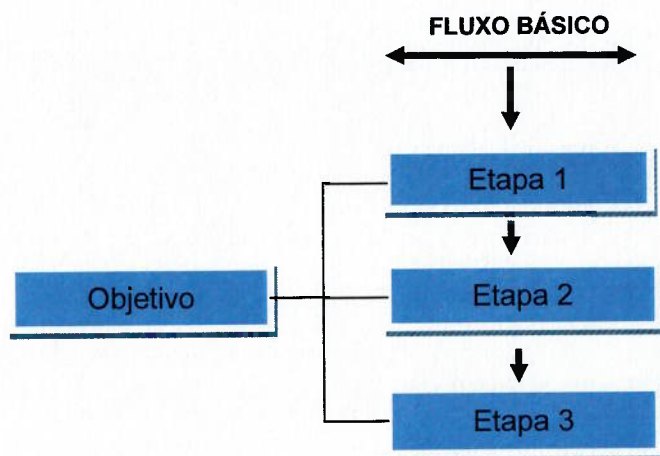 FLUXO BÁSICO
Etapa 1
Objetivo
Etapa 2
Etapa 3